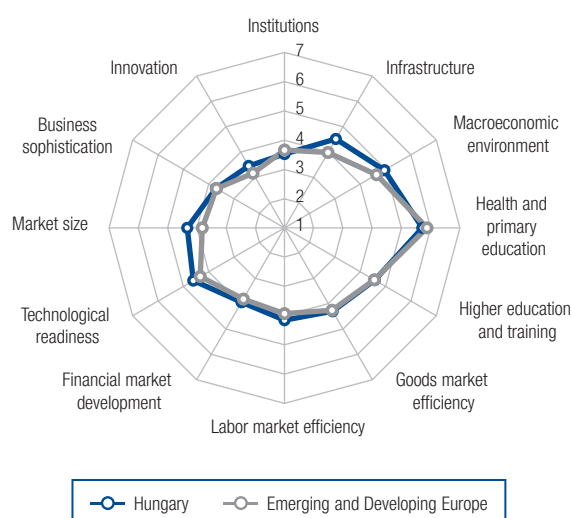 Institutions
7
6
5
4
3
2
1
Infrastructure
Macroeconomic
environment
Health and
primary
education
Higher education
and training
Goods market
efficiency
Labor market efficiency
Financial market
development
Technological
readiness
Market size
Business
sophistication
Innovation
Hungary
Emerging and Developing Europe